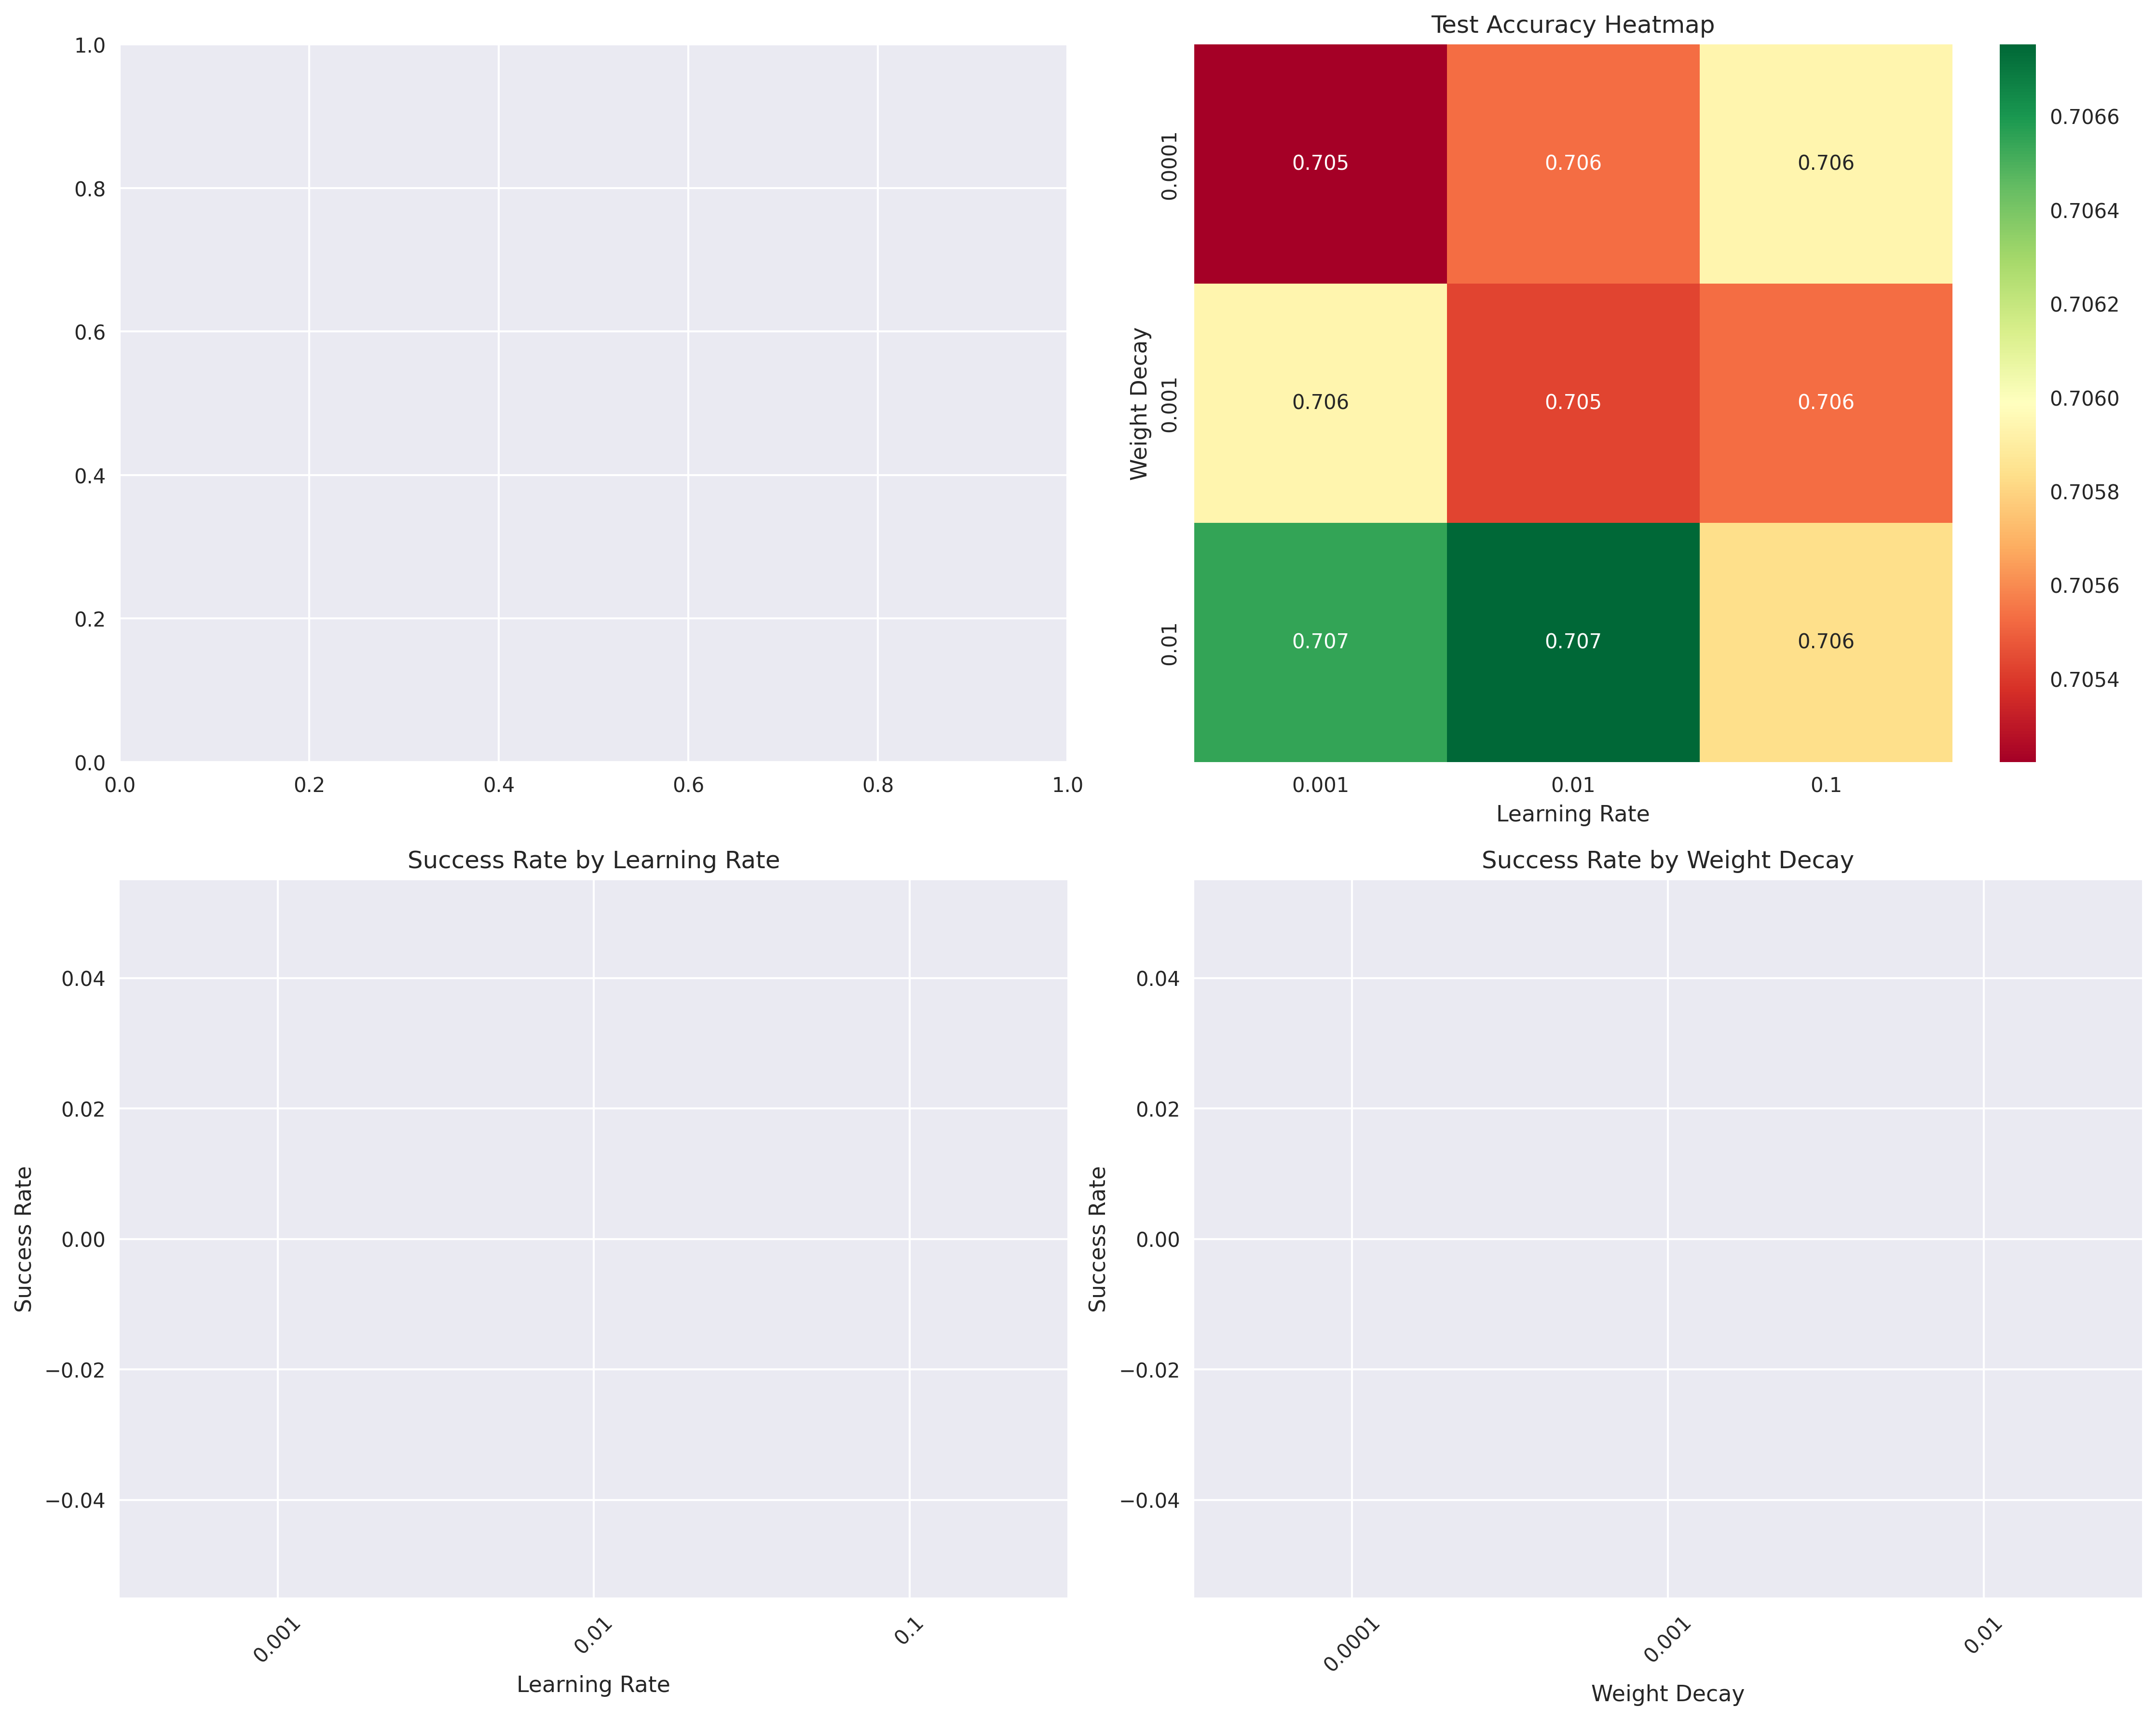 1.0
0.8
0.6
0.4
0.2
0.0
0.0 0.2 0.4 0.6 0.8 1.0
Test Accuracy Heatmap
Weight Decay
0.0001
0.001
0.01
0.705 0.706 0.706
0.706 0.705 0.706
0.707 0.707 0.706
0.001 0.01 0.1
Learning Rate
0.7066
0.7064
0.7062
0.7060
0.7058
0.7056
0.7054
Success Rate by Learning Rate
Success Rate
0.04
0.02
0.00
−0.02
−0.04
0.001 0.01 0.1
Learning Rate
Success Rate by Weight Decay
Success Rate
0.04
0.02
0.00
−0.02
−0.04
0.0001 0.001 0.01
Weight Decay